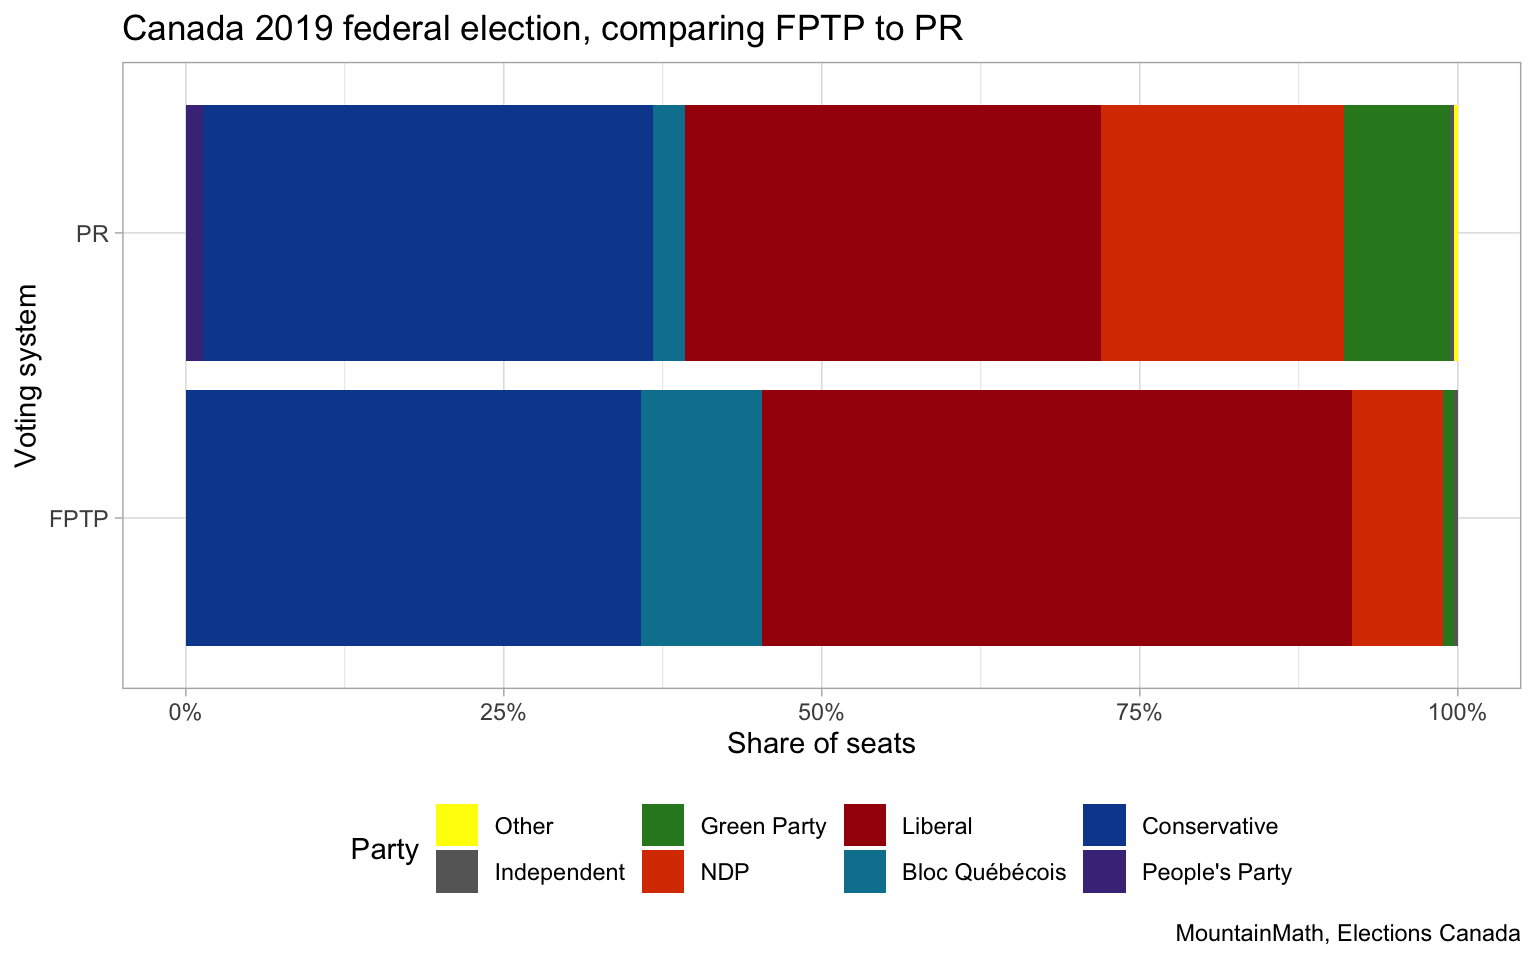 Canada 2019 federal election, comparing FPTP to PR
Voting system
PR
FPTP
0% 25% 50% 75% 100%
Share of seats
Party
Other Green Party Liberal Conservative
Independent NDP Bloc Québécois People's Party
MountainMath, Elections Canada